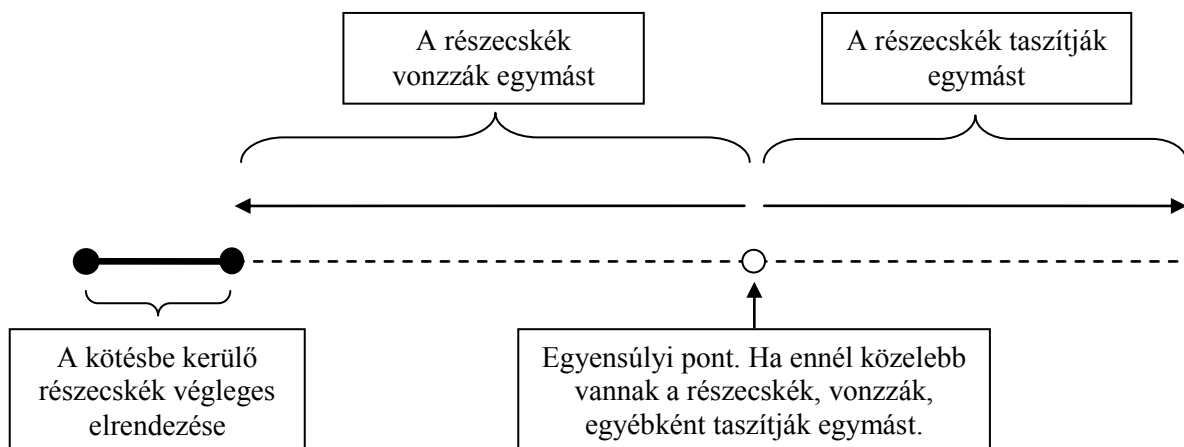 A részecskék
vonzzák egymást
A részecskék taszítják
egymást
A kötésbe kerülő
részecskék végleges
elrendezése
Egyensúlyi pont. Ha ennél közelebb
vannak a részecskék, vonzzák,
egyébként taszítják egymást.